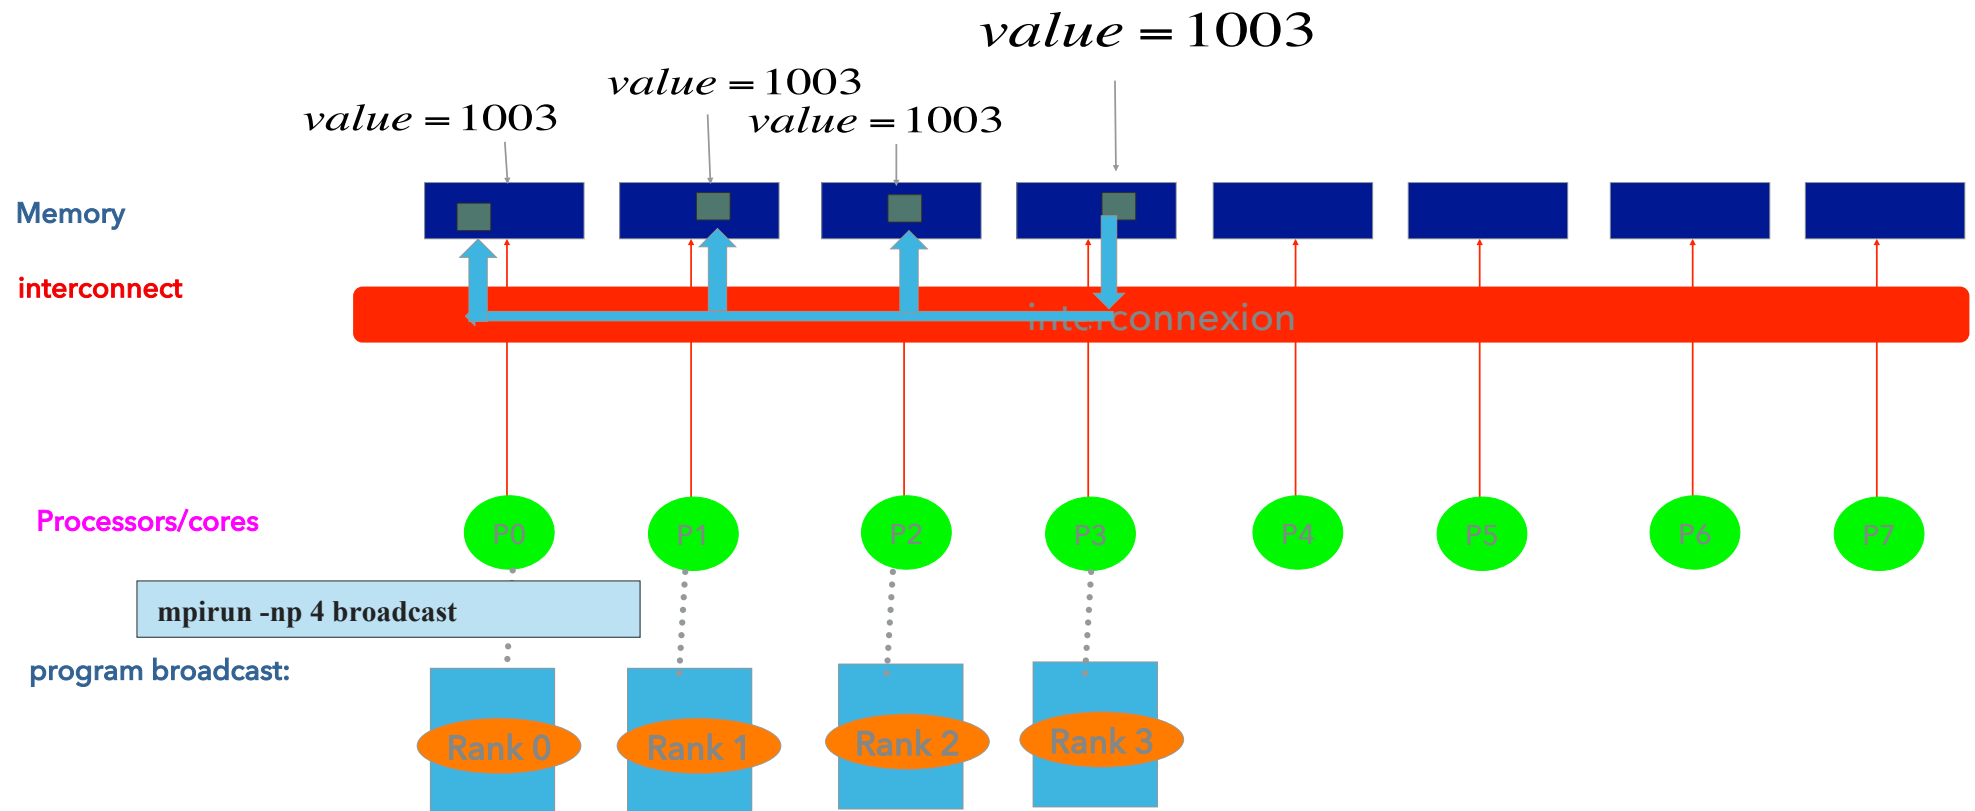 value = 1003
value = 1003
value = 1003
value = 1003
Memory
interconnect
interconnexion
Processors/cores
P0 P1 P2 P3 P4 P5 P6 P7
mpirun -np 4 broadcast
program broadcast:
Rank 0 Rank 1 Rank 2 Rank 3